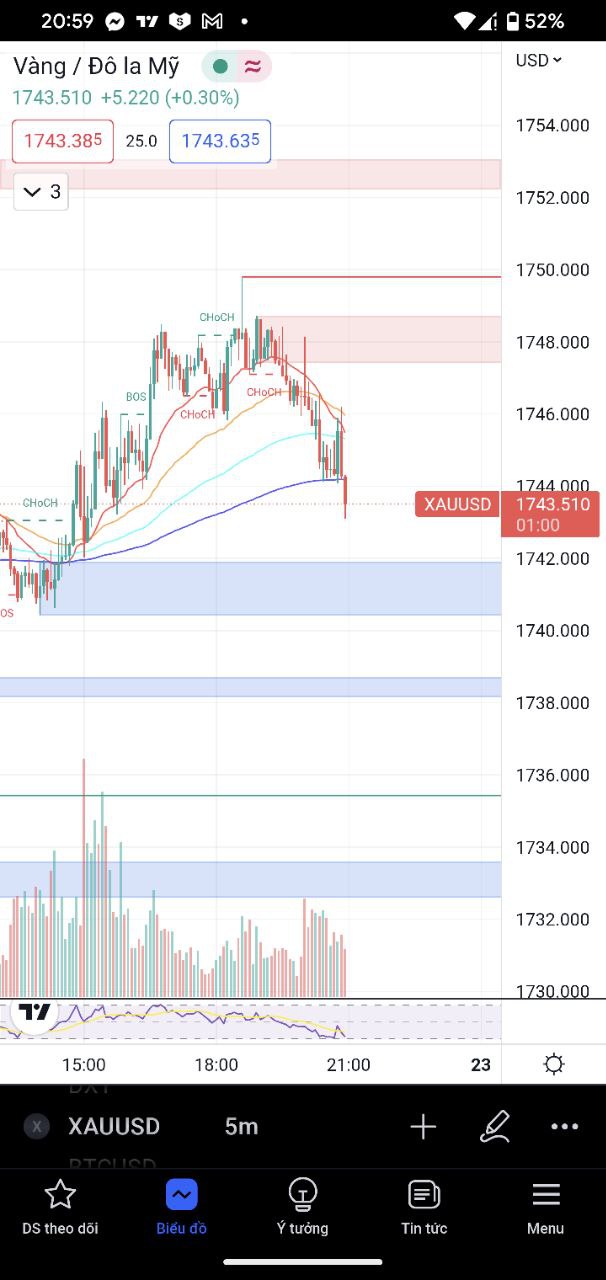 20:59
52%
Vàng / Đô la Mỹ
USD
1743.510 +5.220 (+0.30%)
1743.385 25.0 1743.635
3
1754.000
1752.000
1750.000
1748.000
1746.000
1744.000
XAUUSD 1743.510
01:00
1742.000
1740.000
1738.000
1736.000
1734.000
1732.000
1730.000
CHoCH
CHoCH
BOS
CHoCH
CHoCH
CHoCH
OS
15:00 18:00 21:00 23
DXY
XAUUSD 5m
BTCUSD
DS theo dõi Biểu đồ Ý tưởng Tin tức Menu